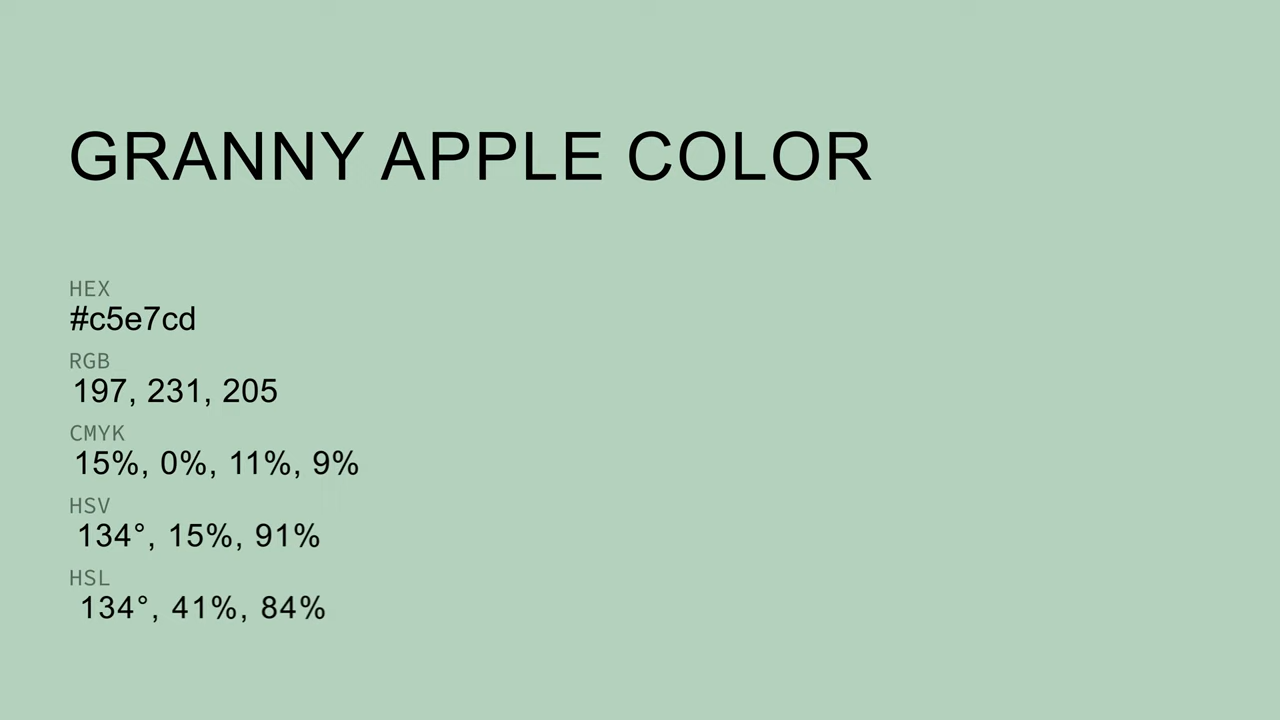 GRANNY APPLE COLOR
HEX
#c5e7cd
RGB
197, 231, 205
CMYK
15%, 0%, 11%, 9%
HSV
134°, 15%, 91%
HSL
134°, 41%, 84%